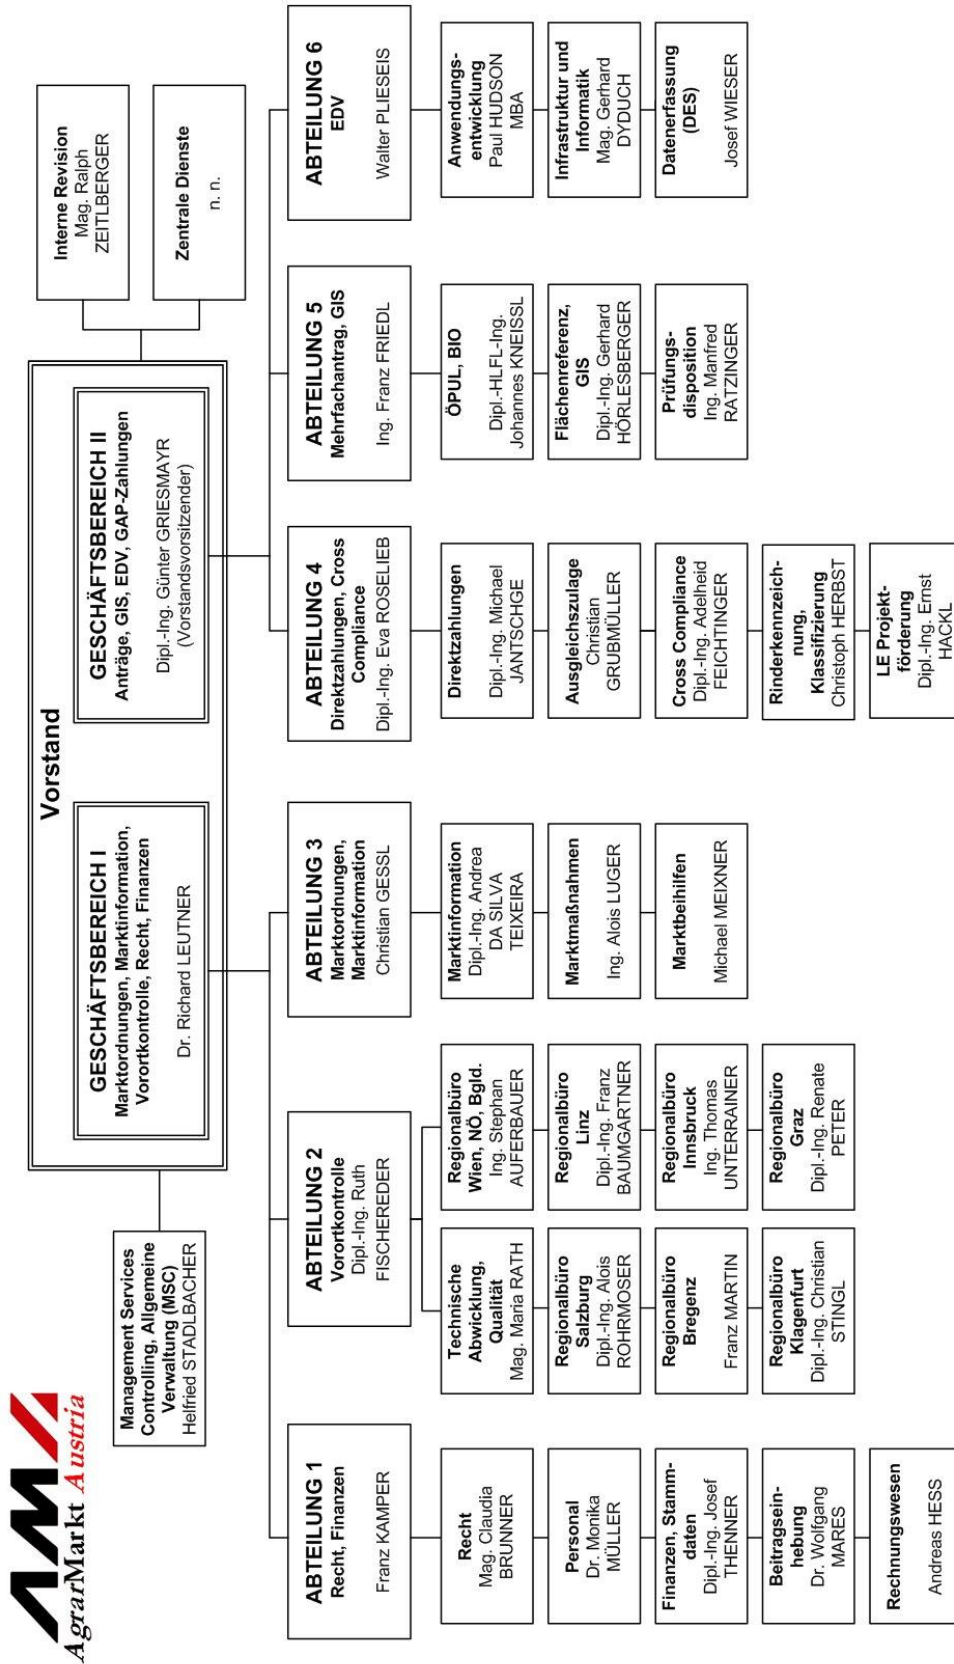 AMA
AgrarMarkt Austria
Vorstand
GESCHÄFTSBEREICH I
Marktordnungen, Marktinformation,
Vorortkontrolle, Recht, Finanzen
Dr. Richard LEUTNER
GESCHÄFTSBEREICH II
Anträge, GIS, EDV, GAP-Zahlungen
Dipl.-Ing. Günter GRIESMAYR
(Vorstandsvorsitzender)
Management Services
Controlling, Allgemeine
Verwaltung (MSC)
Helfried STADLBACHER
Interne Revision
Mag. Ralph
ZEITLBERGER
Zentrale Dienste
n. n.
ABTEILUNG 1
Recht, Finanzen
Franz KAMPER
Recht
Mag. Claudia
BRUNNER
Personal
Dr. Monika
MÜLLER
Finanzen, Stamm-
daten
Dipl.-Ing. Josef
THENNER
Beitragsein-
hebung
Dr. Wolfgang
MARES
Rechnungswesen
Andreas HESS
ABTEILUNG 2
Vorortkontrolle
Dipl.-Ing. Ruth
FISCHEREDER
Technische
Abwicklung,
Qualität
Mag. Maria RATH
Regionalbüro
Salzburg
Dipl.-Ing. Alois
ROHRMOSER
Regionalbüro
Bregenz
Franz MARTIN
Regionalbüro
Klagenfurt
Dipl.-Ing. Christian
STINGL
Regionalbüro
Wien, NÖ, Bgld.
Ing. Stephan
AUFERBAUER
Regionalbüro
Linz
Dipl.-Ing. Franz
BAUMGARTNER
Regionalbüro
Innsbruck
Ing. Thomas
UNTERRAINER
Regionalbüro
Graz
Dipl.-Ing. Renate
PETER
ABTEILUNG 3
Marktordnungen,
Marktinformation
Christian GESSL
Marktinformation
Dipl.-Ing. Andrea
DA SILVA
TEIXEIRA
Marktmaßnahmen
Ing. Alois LUGER
Marktbeihilfen
Michael MEIXNER
ABTEILUNG 4
Direktzahlungen, Cross
Compliance
Dipl.-Ing. Eva ROSELIEB
Direktzahlungen
Dipl.-Ing. Michael
JANTSCHGE
Ausgleichszulage
Christian
GRUBMÜLLER
Cross Compliance
Dipl.-Ing. Adelheid
FEICHTINGER
Rinderkennzeich-
nung,
Klassifizierung
Christoph HERBST
LE Projekt-
förderung
Dipl.-Ing. Ernst
HACKL
ABTEILUNG 5
Mehrfachantrag, GIS
Ing. Franz FRIEDL
ÖPUL, BIO
Dipl.-HLFL-Ing.
Johannes KNEISSL
Flächenreferenz,
GIS
Dipl.-Ing. Gerhard
HÖRLESBERGER
Prüfungs-
disposition
Ing. Manfred
RATZINGER
ABTEILUNG 6
EDV
Walter PLIESEIS
Anwendungs-
entwicklung
Paul HUDSON
MBA
Infrastruktur und
Informatik
Mag. Gerhard
DYDUCH
Datenerfassung
(DES)
Josef WIESER